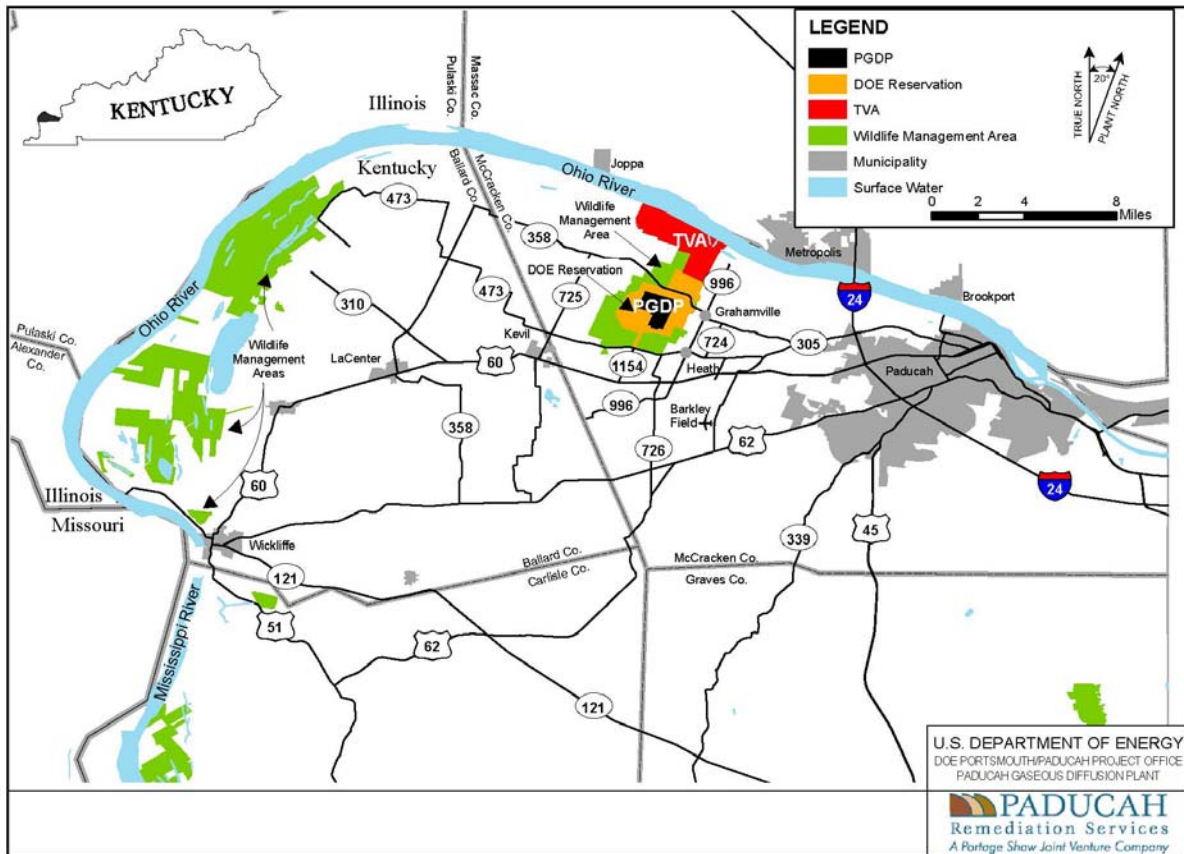 LEGEND
PGDP
DOE Reservation
TVA
Wildlife Management Area
Municipality
Surface Water
0 2 4 8
Miles
TRUE NORTH
20°
PLANT NORTH
KENTUCKY
Illinois
Pulaski Co.
Massac Co.
Kentucky
Ballard Co.
McCracken Co.
Ohio River
Joppa
473
358
Wildlife
Management
Area
TVA
Metropolis
DOE Reservation
996
24
Brookport
310
473
725
PGDP
Grahamville
Ohio River
Pulaski Co.
Alexander
Co.
Wildlife
Management
Areas
LaCenter
Kevil
60
1154
724
Heath
305
Paducah
358
996
Barkley
Field
726
62
24
60
Illinois
Missouri
Wickliffe
45
339
121
Ballard Co.
Carlisle Co.
McCracken Co.
Graves Co.
51
62
Mississippi River
121
U.S. DEPARTMENT OF ENERGY
DOE PORTSMOUTH/PADUCAH PROJECT OFFICE
PADUCAH GASEOUS DIFFUSION PLANT
PADUCAH
Remediation Services
A Portage Shaw Joint Venture Company